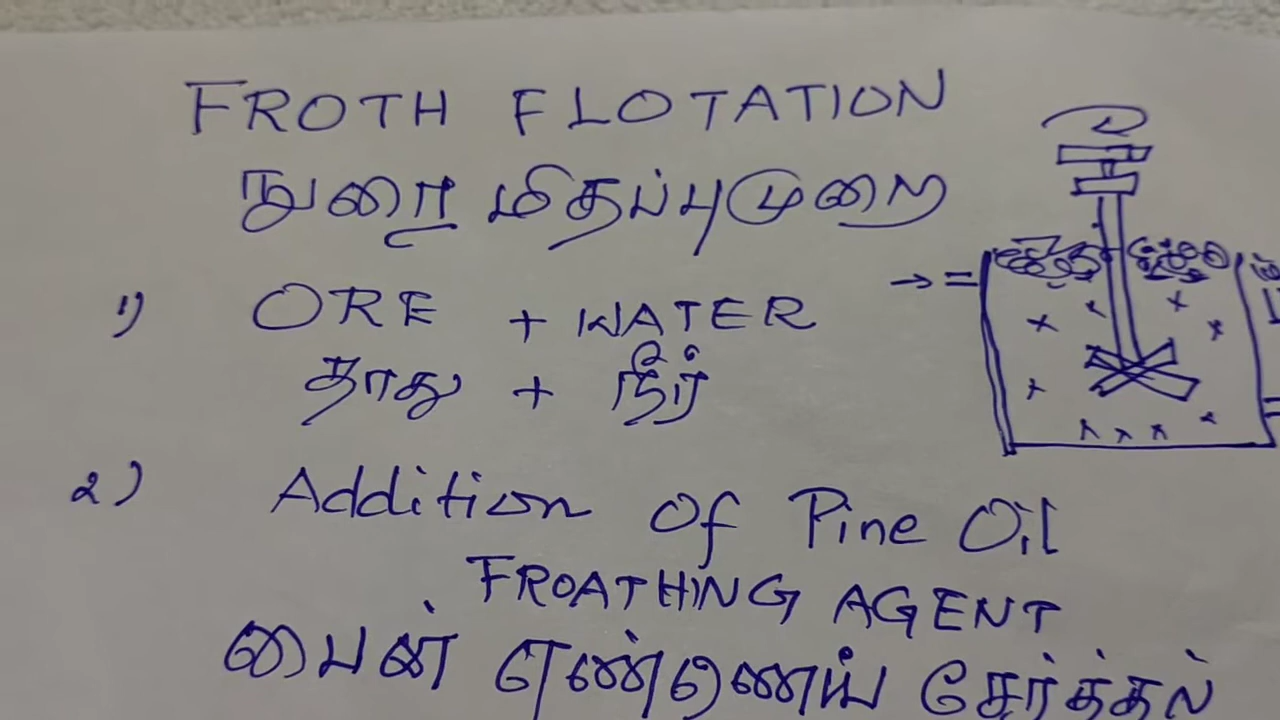 FROTH FLOTATION
நுரை மிதப்புமுறை
1) ORE + WATER
தாது + நீர்
2) Addition Of Pine Oil
FROATHING AGENT
பைன் எண்ணெய் சேர்த்தல்